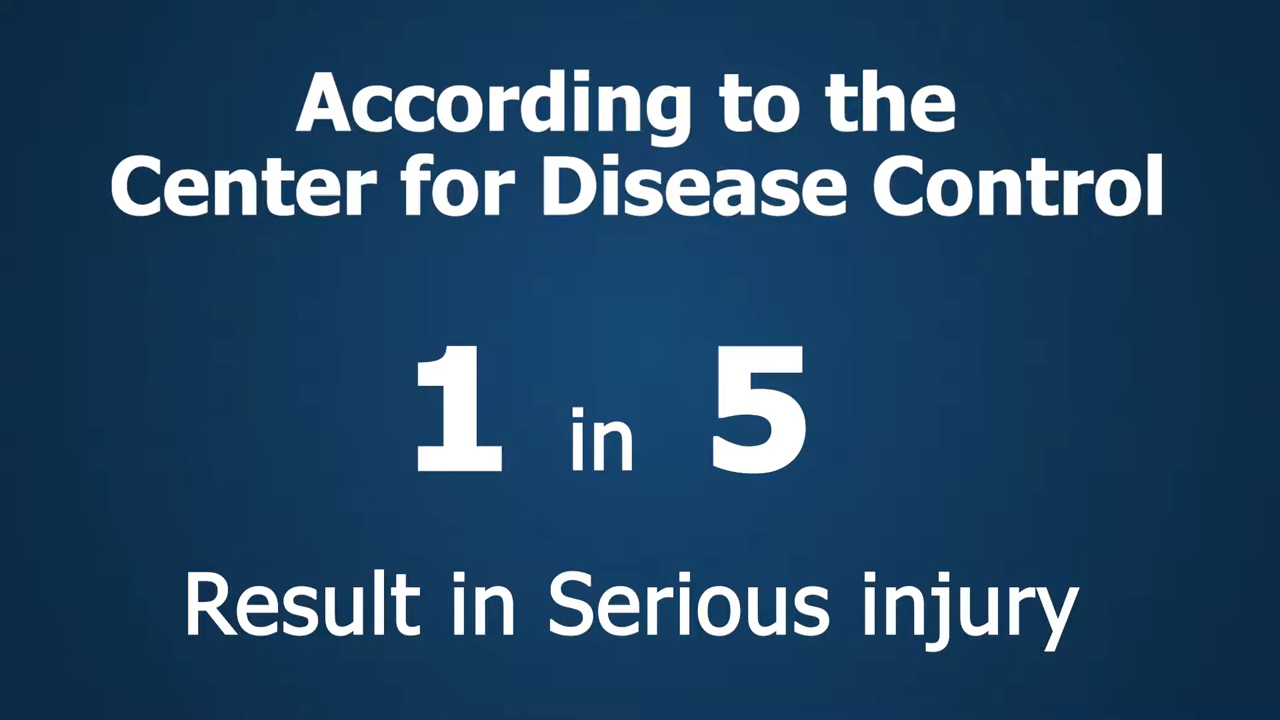 According to the
Center for Disease Control
1 in 5
Result in Serious injury